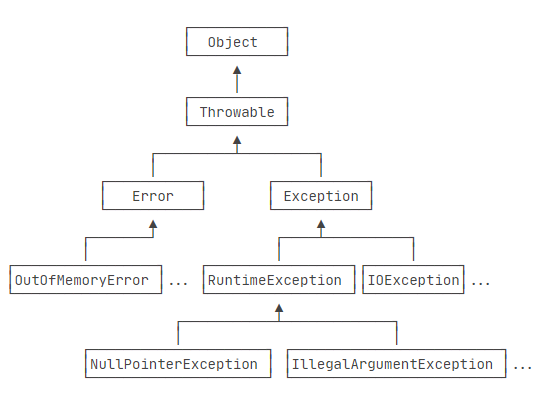 Object
Throwable
Error Exception
OutOfMemoryError ... RuntimeException IOException ...
NullPointerException IllegalArgumentException ...